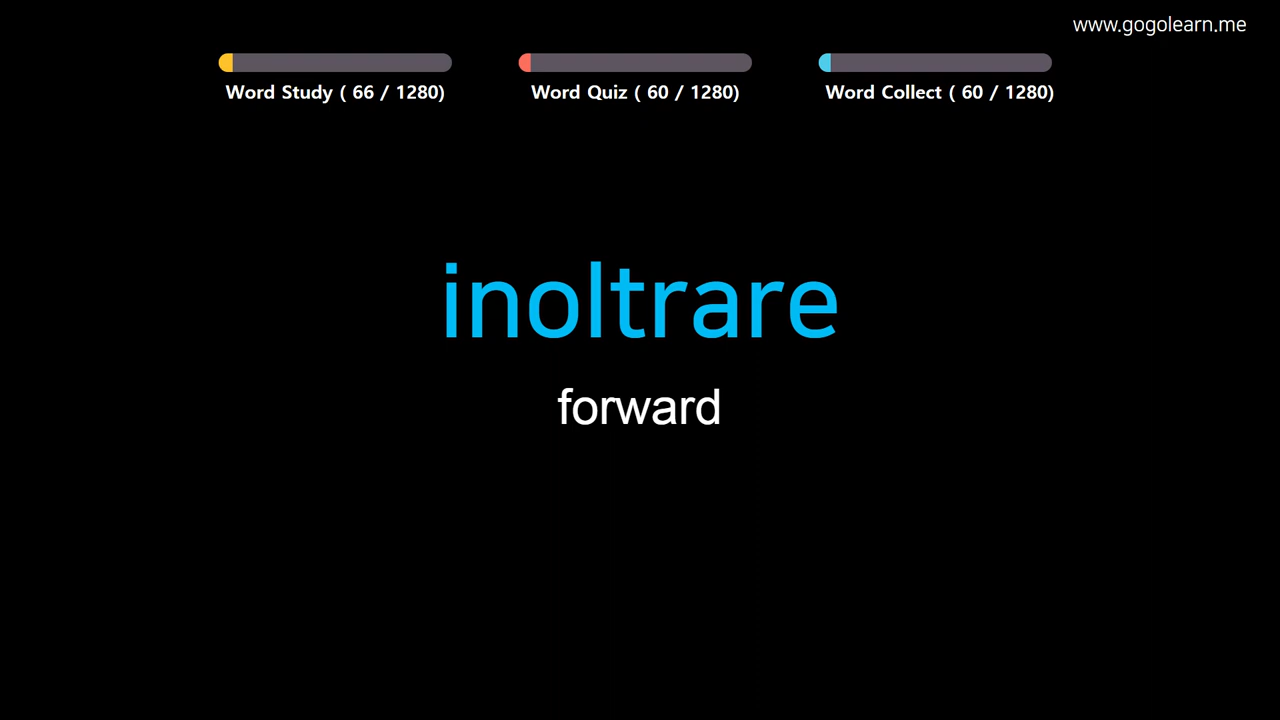 www.gogolearn.me
Word Study ( 66 / 1280)
Word Quiz ( 60 / 1280)
Word Collect ( 60 / 1280)
inoltrare
forward